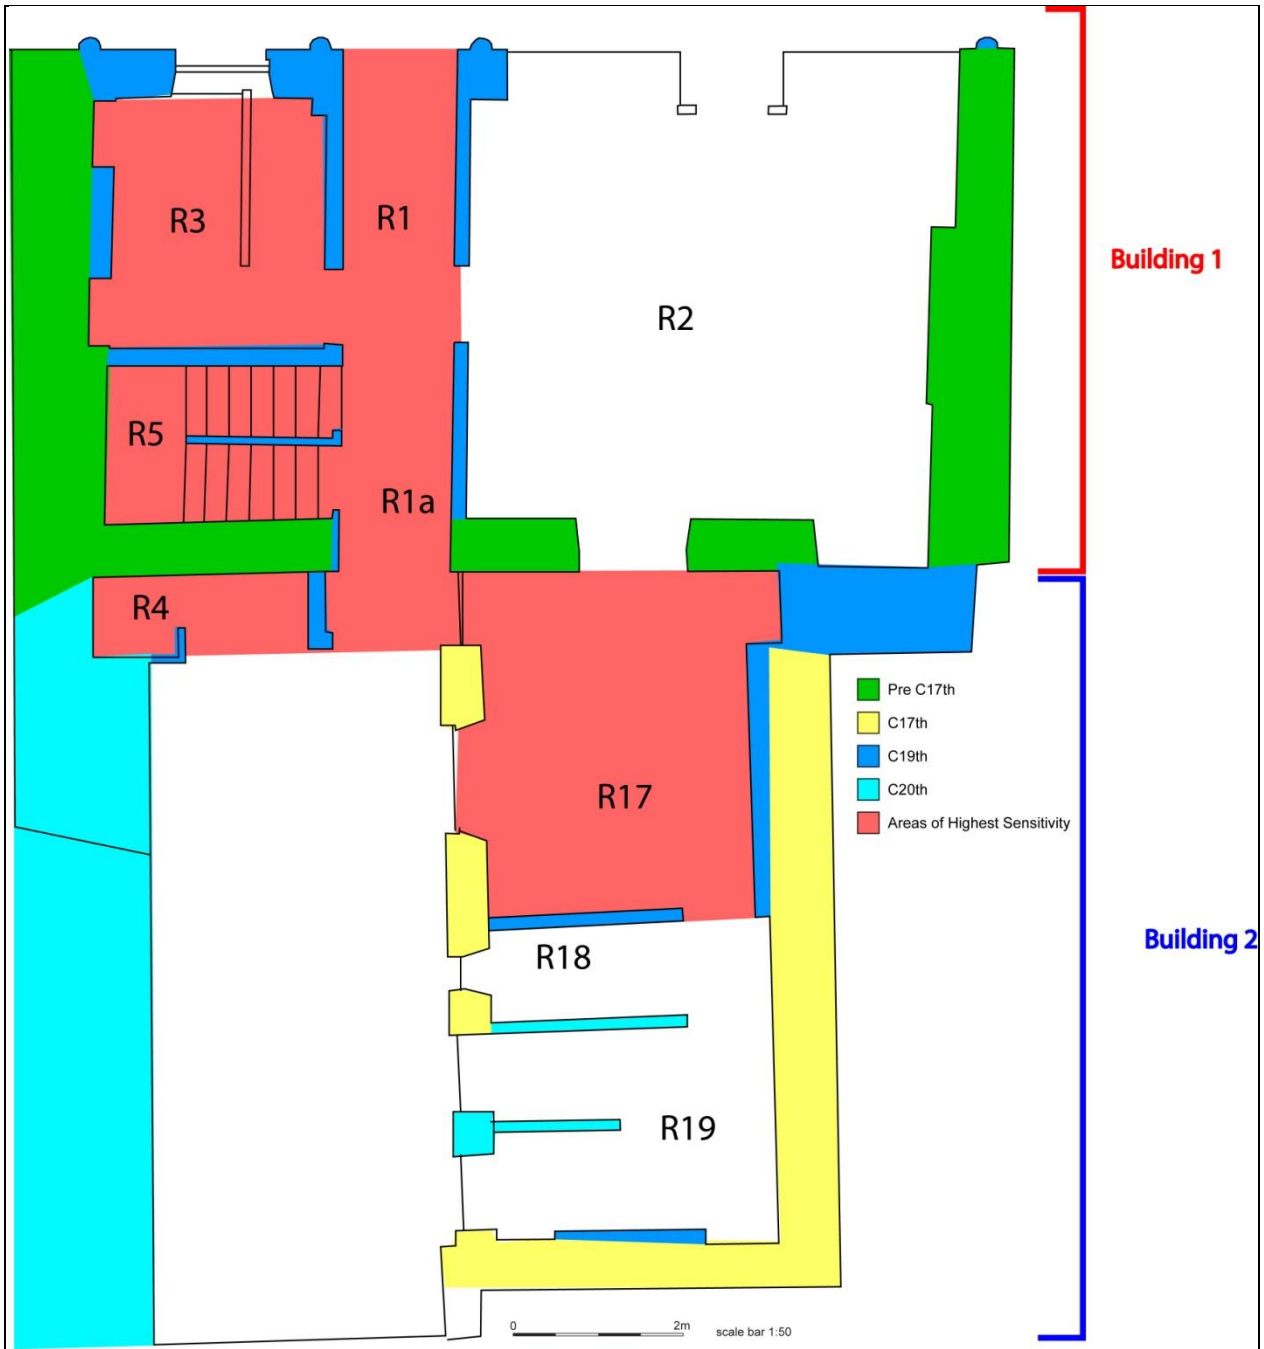 R3
R1
Building 1
R2
R5
R1a
R4
Pre C17th
C17th
C19th
C20th
Areas of Highest Sensitivity
R17
Building 2
R18
R19
0 2m
scale bar 1:50